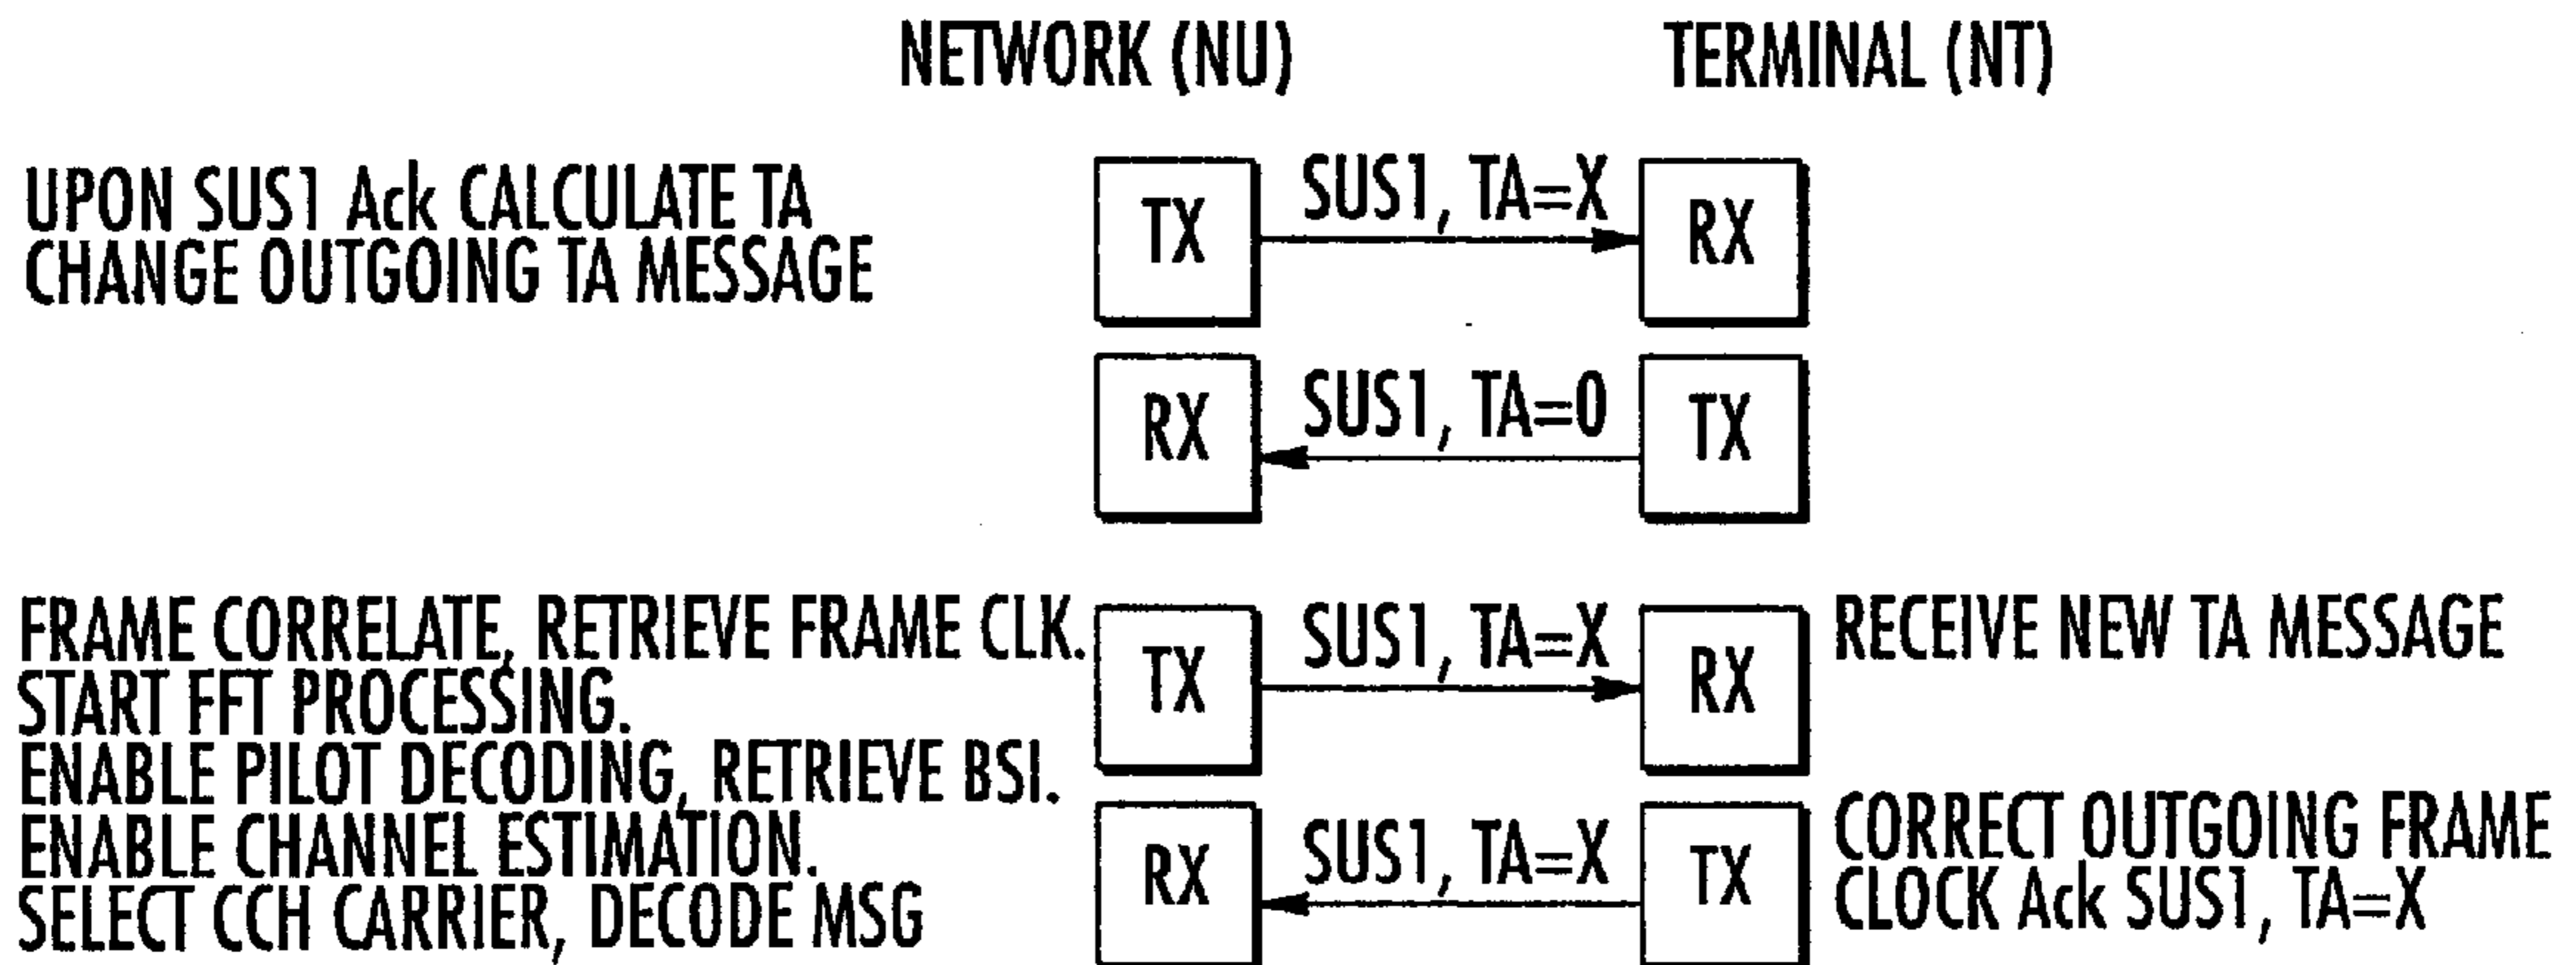 NETWORK (NU)
TERMINAL (NT)
UPON SUS1 Ack CALCULATE TA
CHANGE OUTGOING TA MESSAGE
TX
SUS1, TA=X
RX
RX
SUS1, TA=0
TX
FRAME CORRELATE, RETRIEVE FRAME CLK.
START FFT PROCESSING.
ENABLE PILOT DECODING, RETRIEVE BSI.
ENABLE CHANNEL ESTIMATION.
SELECT CCH CARRIER, DECODE MSG
TX
SUS1, TA=X
RX
RECEIVE NEW TA MESSAGE
RX
SUS1, TA=X
TX
CORRECT OUTGOING FRAME
CLOCK Ack SUS1, TA=X